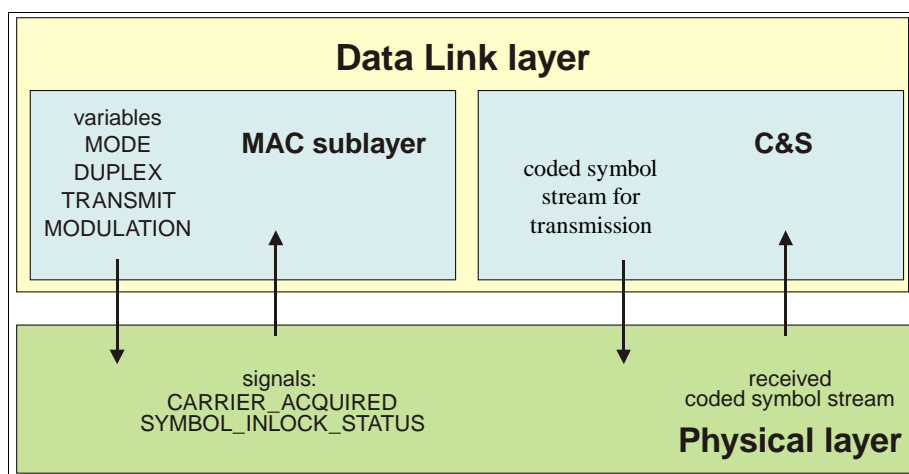 Data Link layer
variables
MODE
DUPLEX
TRANSMIT
MODULATION
MAC sublayer
coded symbol
stream for
transmission
C&S
signals:
CARRIER_ACQUIRED
SYMBOL_INLOCK_STATUS
received
coded symbol stream
Physical layer